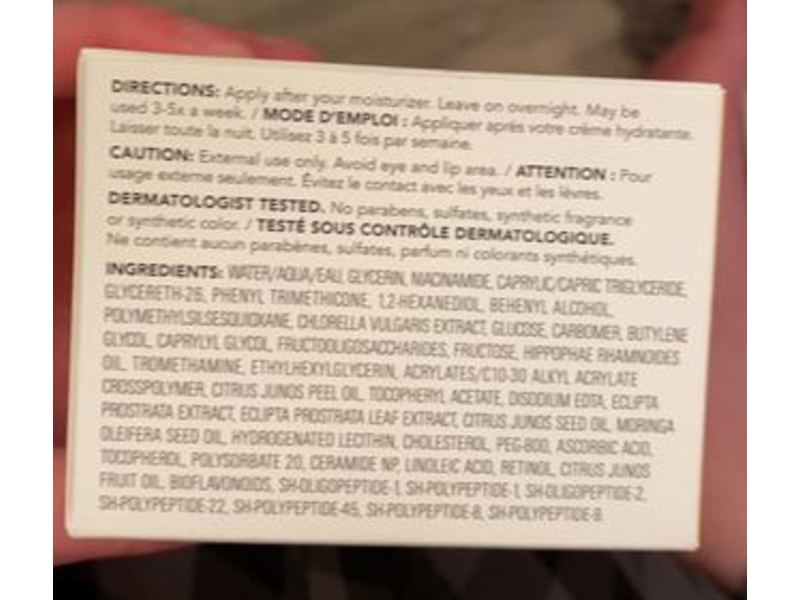 DIRECTIONS: Apply after your moisturizer. Leave on overnight. May be
used 3-5x a week. / MODE D'EMPLOI : Appliquer après votre crème hydratante.
Laisser toute la nuit. Utilisez 3 à 5 fois par semaine.
CAUTION: External use only. Avoid eye and lip area. / ATTENTION : Pour
usage externe seulement. Évitez le contact avec les yeux et les lèvres.
DERMATOLOGIST TESTED. No parabens, sulfates, synthetic fragrance
or synthetic color. / TESTÉ SOUS CONTRÔLE DERMATOLOGIQUE.
Ne contient aucun parabènes, sulfates, parfum ni colorants synthétiques.
INGREDIENTS: WATER/AQUA/EAU, GLYCERIN, NIACINAMIDE, CAPRYLIC/CAPRIC TRIGLYCERIDE,
GLYCERETH-26, PHENYL TRIMETHICONE, 1,2-HEXANEDIOL, BEHENYL ALCOHOL,
POLYMETHYLSILSESQUIOXANE, CHLORELLA VULGARIS EXTRACT, GLUCOSE, CARBOMER, BUTYLENE
GLYCOL, CAPRYLYL GLYCOL, FRUCTOOLIGOSACCHARIDES, FRUCTOSE, HIPPOPHAE RHAMNOIDES
OIL, TROMETHAMINE, ETHYLHEXYLGLYCERIN, ACRYLATES/C10-30 ALKYL ACRYLATE
CROSSPOLYMER, CITRUS JUNOS PEEL OIL, TOCOPHERYL ACETATE, DISODIUM EDTA, ECLIPTA
PROSTRATA EXTRACT, ECLIPTA PROSTRATA LEAF EXTRACT, CITRUS JUNOS SEED OIL, MORINGA
OLEIFERA SEED OIL, HYDROGENATED LECITHIN, CHOLESTEROL, PEG-800, ASCORBIC ACID,
TOCOPHEROL, POLYSORBATE 20, CERAMIDE NP, LINOLEIC ACID, RETINOL, CITRUS JUNOS
FRUIT OIL, BIOFLAVONOIDS, SH-OLIGOPEPTIDE-1, SH-POLYPEPTIDE-1, SH-OLIGOPEPTIDE-2,
SH-POLYPEPTIDE-22, SH-POLYPEPTIDE-45, SH-POLYPEPTIDE-8, SH-POLYPEPTIDE-9.